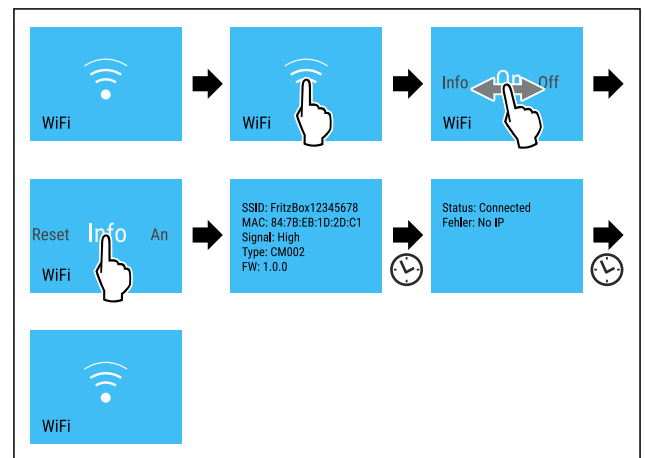 WiFi
WiFi
Info On Off
WiFi
Reset Info An
WiFi
SSID: FritzBox12345678
MAC: 84:7B:EB:1D:2D:C1
Signal: High
Type: CM002
FW: 1.0.0
Status: Connected
Fehler: No IP
WiFi